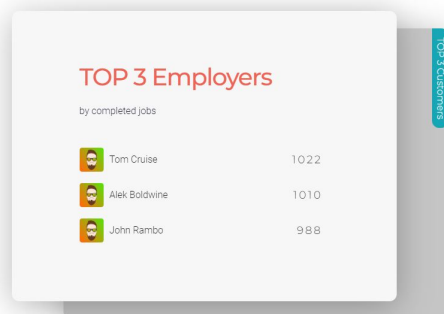 TOP 3 Employers
by completed jobs
Tom Cruise 1022
Alek Boldwine 1010
John Rambo 988
TOP 3 Customers